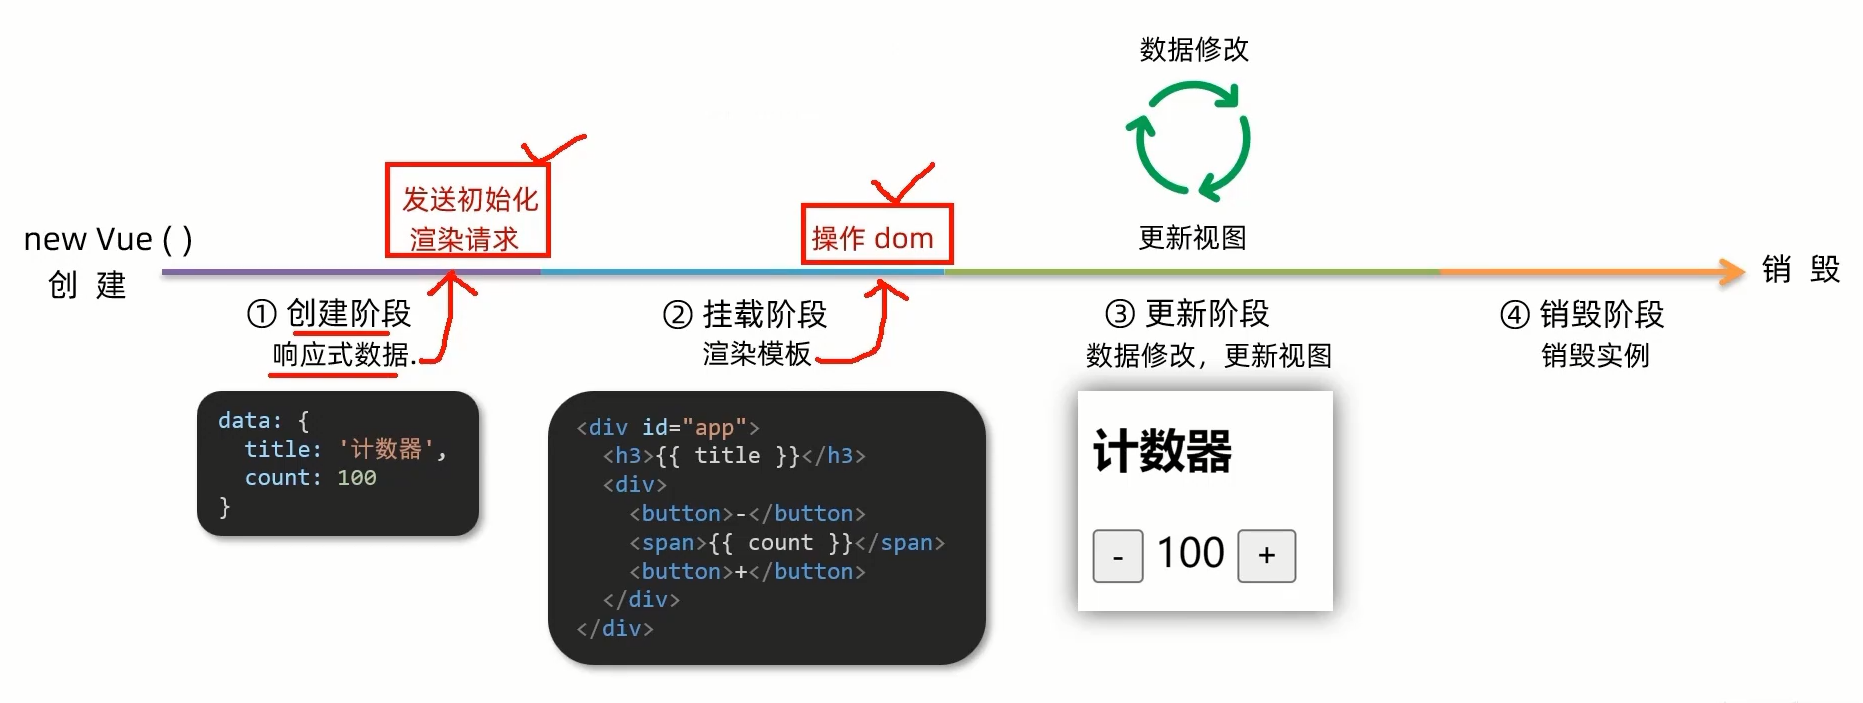 数据修改
发送初始化
渲染请求
操作 dom
更新视图
new Vue ( )
创 建
销 毁
① 创建阶段
响应式数据.
② 挂载阶段
渲染模板
③ 更新阶段
数据修改，更新视图
④ 销毁阶段
销毁实例
data: {
  title: '计数器',
  count: 100
}
<div id="app">
  <h3>{{ title }}</h3>
  <div>
    <button>-</button>
    <span>{{ count }}</span>
    <button>+</button>
  </div>
</div>
计数器
- 100 +